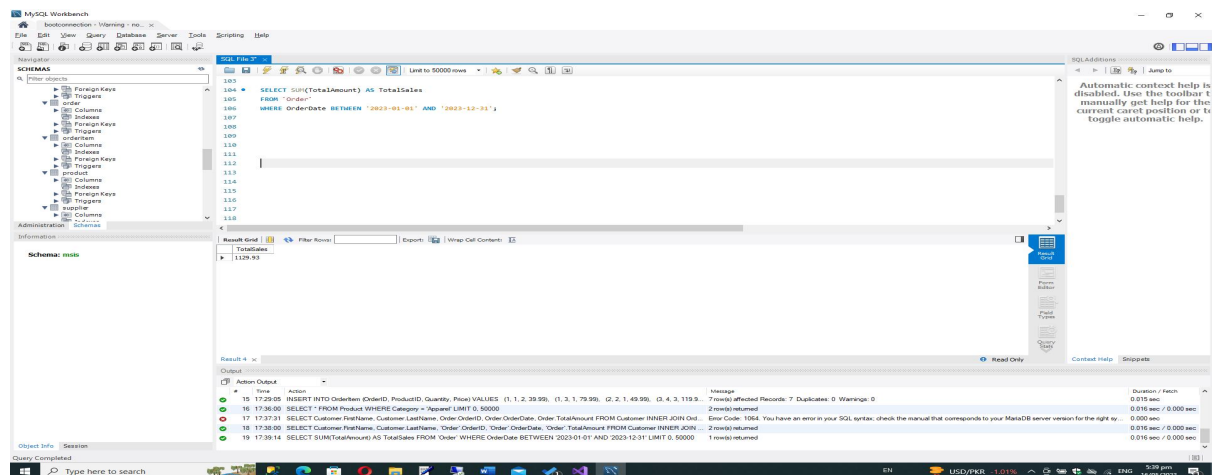 MySQL Workbench
bootconnection - Warning - no... ×
File Edit View Query Database Server Tools Scripting Help
Navigator
SCHEMAS
Filter objects
Foreign Keys
Triggers
order
Columns
Indexes
Foreign Keys
Triggers
orderitem
Columns
Indexes
Foreign Keys
Triggers
product
Columns
Indexes
Foreign Keys
Triggers
supplier
Columns
Administration Schemas
Information
Schema: msis
Object Info Session
Query Completed
SQL File 3* ×
Limit to 50000 rows
103
104 SELECT SUM(TotalAmount) AS TotalSales
105 FROM `Order`
106 WHERE OrderDate BETWEEN '2023-01-01' AND '2023-12-31';
107
108
109
110
111
112
113
114
115
116
117
118
Result Grid Filter Rows: Export: Wrap Cell Content:
TotalSales
1129.93
Result Grid
Form Editor
Field Types
Query Stats
Result 4 ×
Read Only
SQL Additions
Jump to
Automatic context help is
disabled. Use the toolbar t
manually get help for the
current caret position or to
toggle automatic help.
Context Help Snippets
Output
Action Output
# Time Action Message Duration / Fetch
15 17:29:05 INSERT INTO OrderItem (OrderID, ProductID, Quantity, Price) VALUES (1, 1, 2, 39.99), (1, 3, 1, 79.99), (2, 2, 1, 49.99), (3, 4, 3, 119.9... 7 row(s) affected Records: 7 Duplicates: 0 Warnings: 0 0.015 sec
16 17:36:00 SELECT * FROM Product WHERE Category = 'Apparel' LIMIT 0, 50000 2 row(s) returned 0.016 sec / 0.000 sec
17 17:37:31 SELECT Customer.FirstName, Customer.LastName, Order.OrderID, Order.OrderDate, Order.TotalAmount FROM Customer INNER JOIN Ord... Error Code: 1064. You have an error in your SQL syntax; check the manual that corresponds to your MariaDB server version for the right sy... 0.000 sec
18 17:38:00 SELECT Customer.FirstName, Customer.LastName, `Order`.OrderID, `Order`.OrderDate, `Order`.TotalAmount FROM Customer INNER JOIN ... 2 row(s) returned 0.016 sec / 0.000 sec
19 17:39:14 SELECT SUM(TotalAmount) AS TotalSales FROM `Order` WHERE OrderDate BETWEEN '2023-01-01' AND '2023-12-31' LIMIT 0, 50000 1 row(s) returned 0.016 sec / 0.000 sec
Type here to search
EN
USD/PKR -1.01%
ENG
5:39 pm